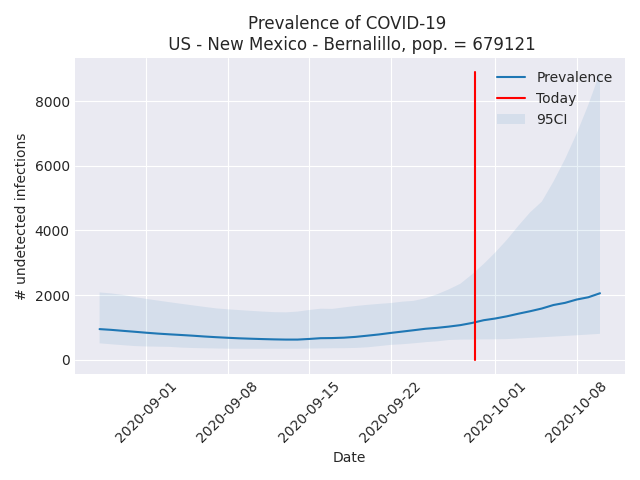 Prevalence of COVID-19
US - New Mexico - Bernalillo, pop. = 679121
Prevalence
Today
95CI
8000
6000
4000
2000
0
# undetected infections
2020-09-01
2020-09-08
2020-09-15
2020-09-22
2020-10-01
2020-10-08
Date